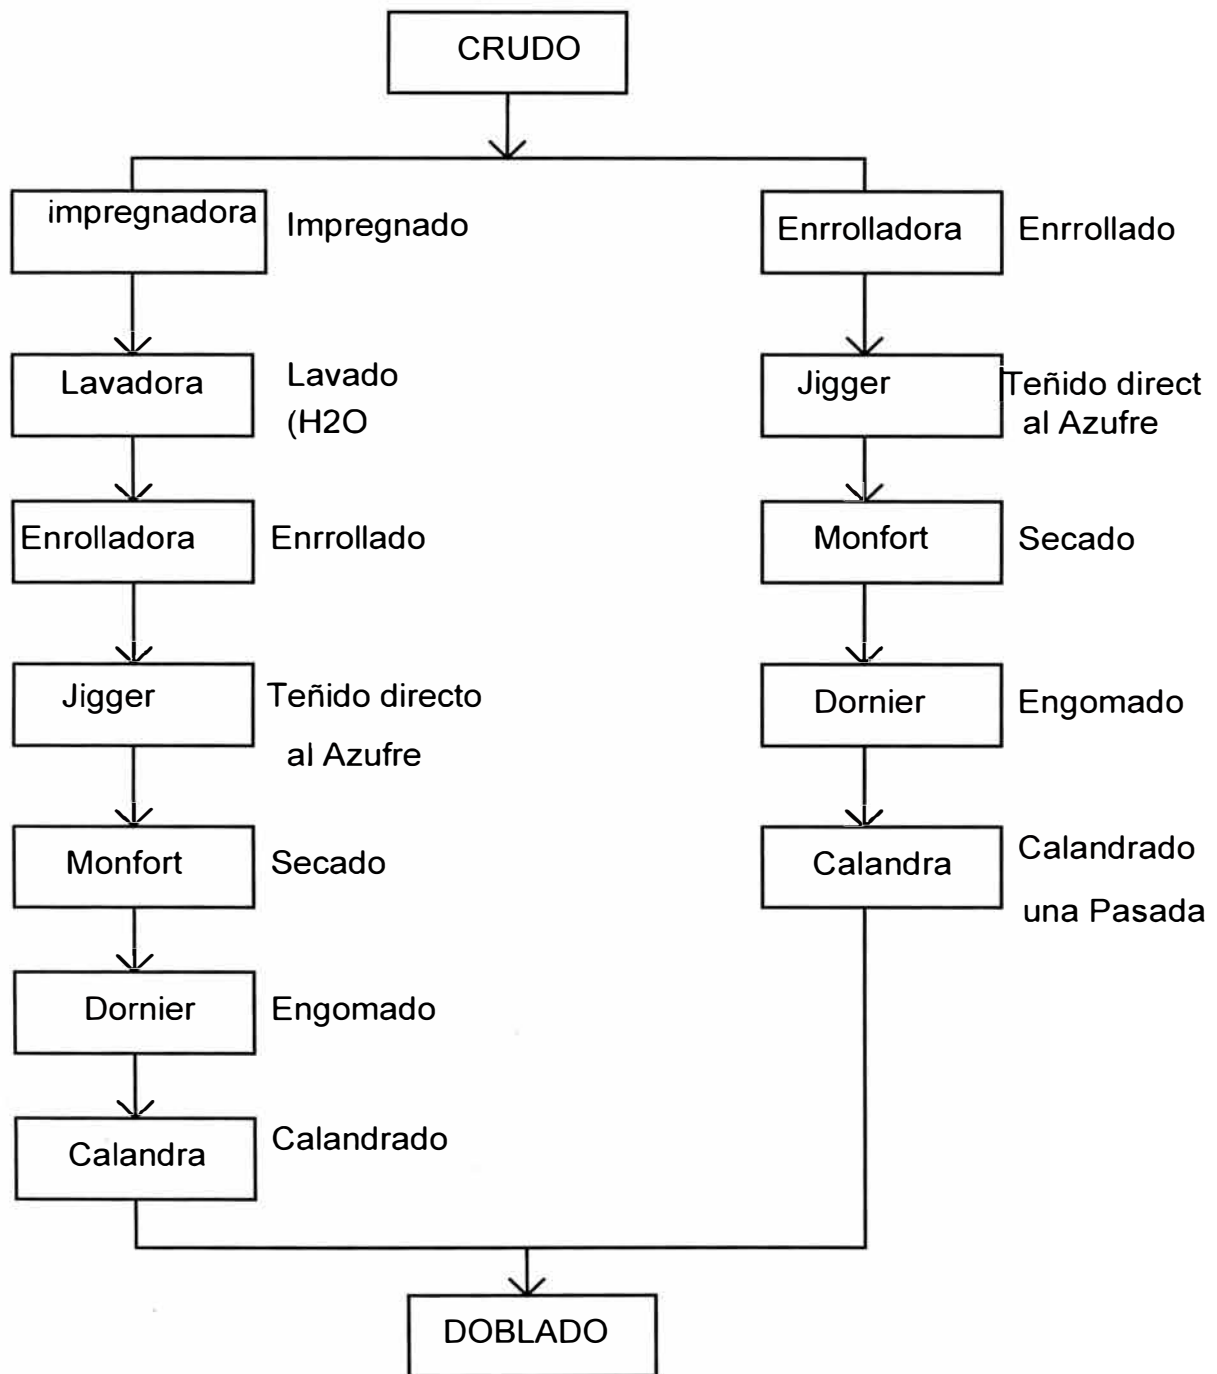 CRUDO
impregnadora
Impregnado
Lavadora
Lavado
(H2O
Enrolladora
Enrrollado
Jigger
Teñido directo
al Azufre
Monfort
Secado
Dornier
Engomado
Calandra
Calandrado
Enrrolladora
Enrrollado
Jigger
Teñido direct
al Azufre
Monfort
Secado
Dornier
Engomado
Calandra
Calandrado
una Pasada
DOBLADO